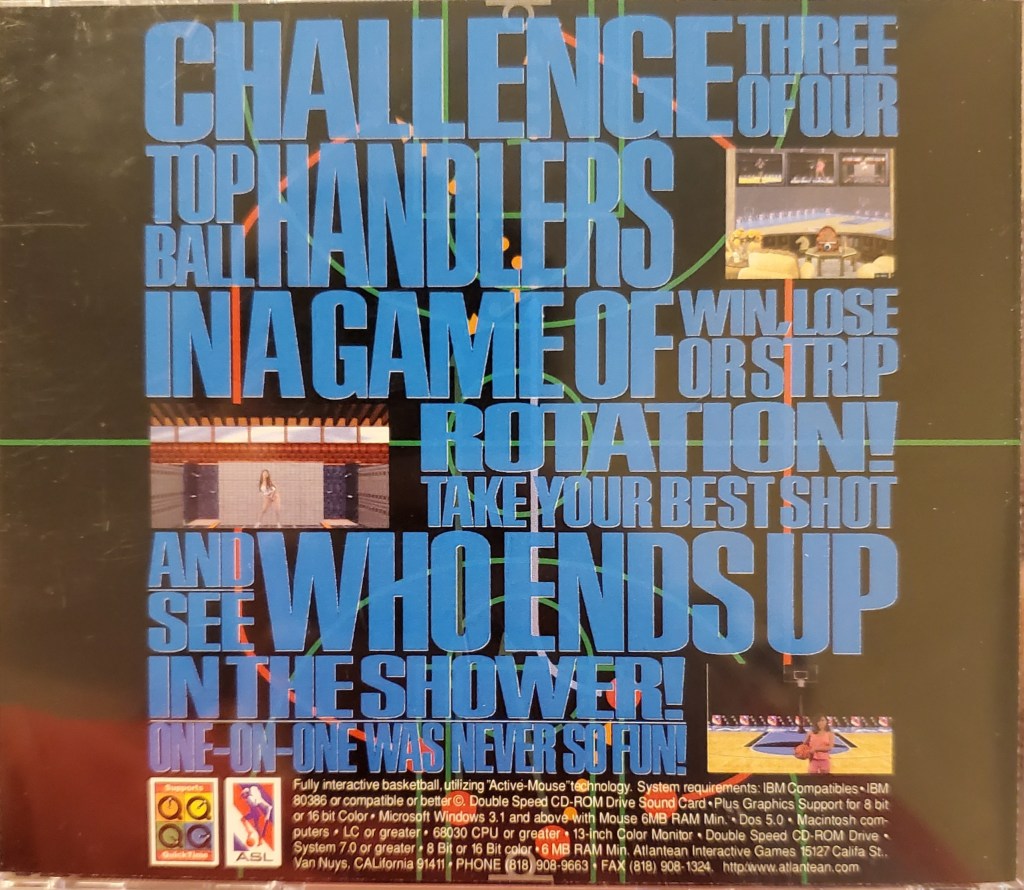 CHALLENGE THREE OF OUR
TOP BALL HANDLERS
IN A GAME OF WIN, LOSE OR STRIP
ROTATION!
TAKE YOUR BEST SHOT
AND SEE WHO ENDS UP
IN THE SHOWER!
ONE-ON-ONE WAS NEVER SO FUN!
Supports
QuickTime
ASL
Fully interactive basketball, utilizing "Active-Mouse" technology. System requirements: IBM Compatibles • IBM
80386 or compatible or better ©. Double Speed CD-ROM Drive Sound Card • Plus Graphics Support for 8 bit
or 16 bit Color • Microsoft Windows 3.1 and above with Mouse 6MB RAM Min. • Dos 5.0 • Macintosh com-
puters • LC or greater • 68030 CPU or greater • 13-inch Color Monitor • Double Speed CD-ROM Drive •
System 7.0 or greater • 8 Bit or 16 Bit color • 6 MB RAM Min. Atlantean Interactive Games 15127 Califa St..
Van Nuys, CALifornia 91411 • PHONE (818) 908-9663 • FAX (818) 908-1324. http:www.atlantean.com